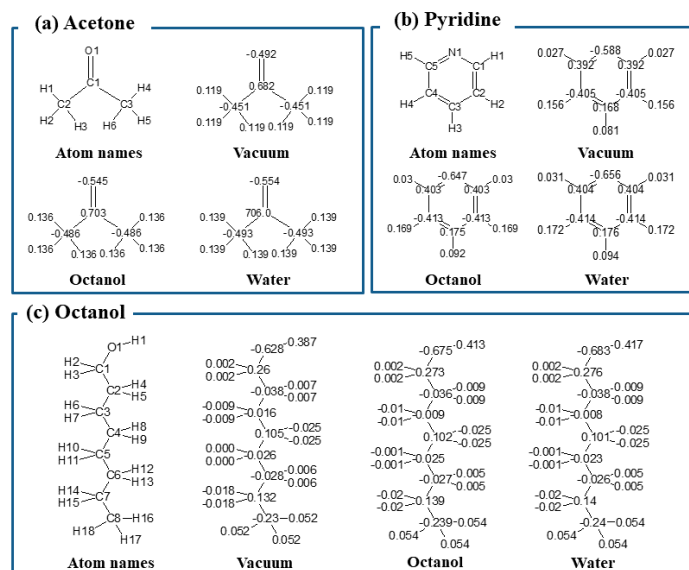 (a) Acetone
O1
C1
H1
H4
C2
C3
H2
H3
H6
H5
Atom names
-0.492
0.682
0.119
0.119
-0.451
-0.451
0.119
0.119
0.119
0.119
Vacuum
-0.545
0.703
0.136
0.136
-0.486
-0.486
0.136
0.136
0.136
0.136
Octanol
-0.554
706.0
0.139
0.139
-0.493
-0.493
0.139
0.139
0.139
0.139
Water
(b) Pyridine
N1
H5
H1
C5
C1
C4
C2
H4
H2
C3
H3
Atom names
-0.588
0.027
0.027
0.392
0.392
-0.405
-0.405
0.156
0.168
0.156
0.081
Vacuum
-0.647
0.03
0.03
0.403
0.403
-0.413
-0.413
0.169
0.175
0.169
0.092
Octanol
-0.656
0.031
0.031
0.404
0.404
-0.414
-0.414
0.172
0.176
0.172
0.094
Water
(c) Octanol
H1
O1
H2
C1
H3
H4
C2
H5
H6
C3
H7
H8
C4
H9
H10
C5
H11
H12
C6
H13
H14
C7
H15
C8
H16
H18
H17
Atom names
-0.387
-0.628
0.002
0.26
0.002
-0.007
-0.038
-0.007
-0.009
-0.016
-0.009
-0.025
0.105
-0.025
0.000
-0.026
0.000
-0.006
-0.028
-0.006
-0.018
0.132
-0.018
-0.23
-0.052
0.052
0.052
Vacuum
-0.413
-0.675
0.002
0.273
0.002
-0.009
-0.036
-0.009
-0.01
-0.009
-0.01
-0.025
0.102
-0.025
-0.001
-0.025
-0.001
-0.005
-0.027
-0.005
-0.02
0.139
-0.02
-0.239
-0.054
0.054
0.054
Octanol
-0.417
-0.683
0.002
0.276
0.002
-0.009
-0.038
-0.009
-0.01
-0.008
-0.01
-0.025
0.101
-0.025
-0.001
-0.023
-0.001
-0.005
-0.026
-0.005
-0.02
0.14
-0.02
-0.24
-0.054
0.054
0.054
Water